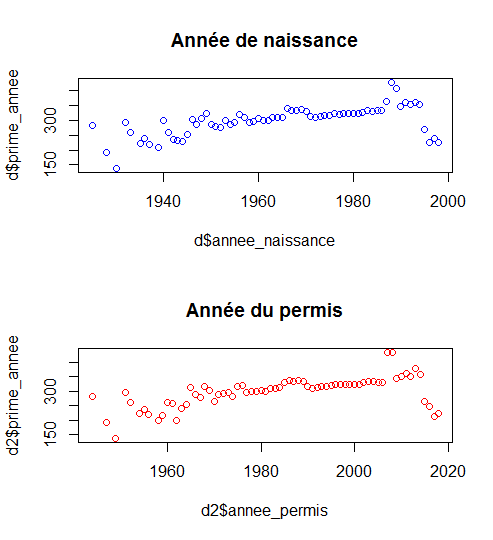 Année de naissance
d$prime_annee
150
300
1940
1960
1980
2000
d$annee_naissance
Année du permis
d2$prime_annee
150
300
1960
1980
2000
2020
d2$annee_permis